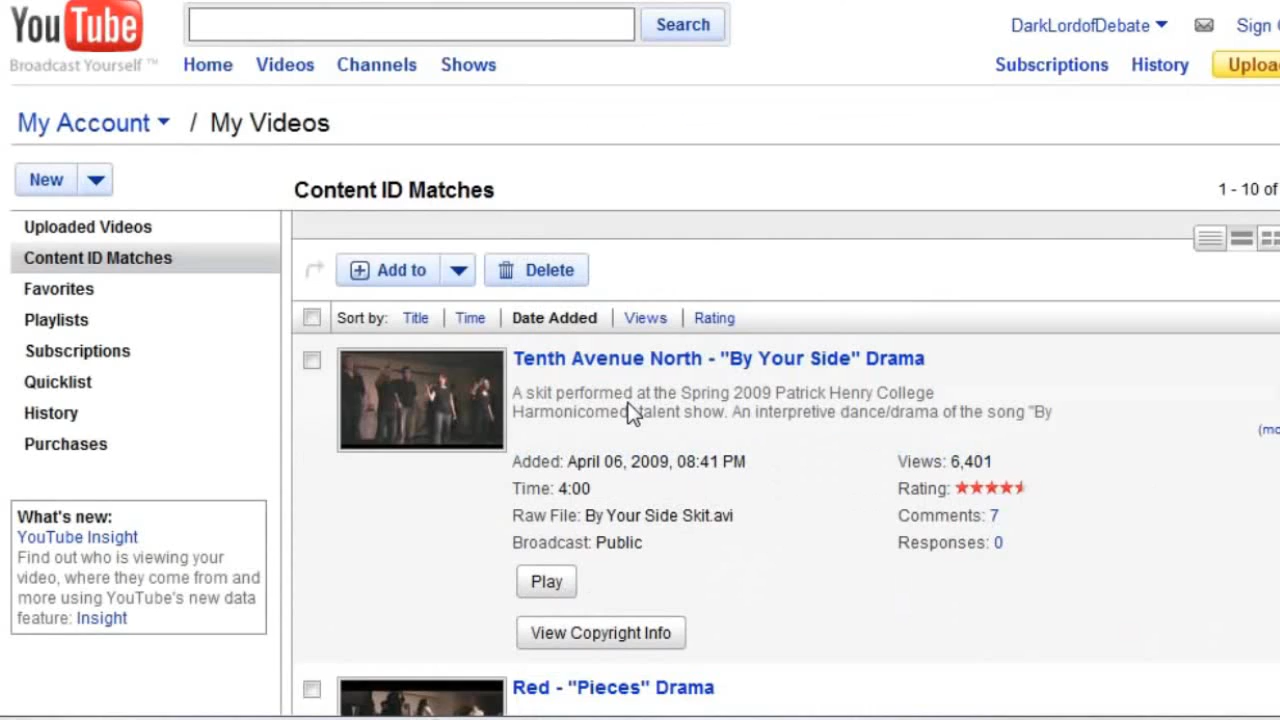 YouTube
Broadcast Yourself ™
Search
DarkLordofDebate
Sign
Home Videos Channels Shows
Subscriptions History
My Account / My Videos
New
Content ID Matches
1 - 10 of
Uploaded Videos
Content ID Matches
Favorites
Playlists
Subscriptions
Quicklist
History
Purchases
Add to
Delete
Sort by: Title | Time | Date Added | Views | Rating
Tenth Avenue North - "By Your Side" Drama
A skit performed at the Spring 2009 Patrick Henry College
Harmonicomedy talent show. An interpretive dance/drama of the song "By
Added: April 06, 2009, 08:41 PM
Views: 6,401
Time: 4:00
Rating:
Raw File: By Your Side Skit.avi
Comments: 7
Broadcast: Public
Responses: 0
Play
View Copyright Info
What's new:
YouTube Insight
Find out who is viewing your
video, where they come from and
more using YouTube's new data
feature: Insight
Red - "Pieces" Drama